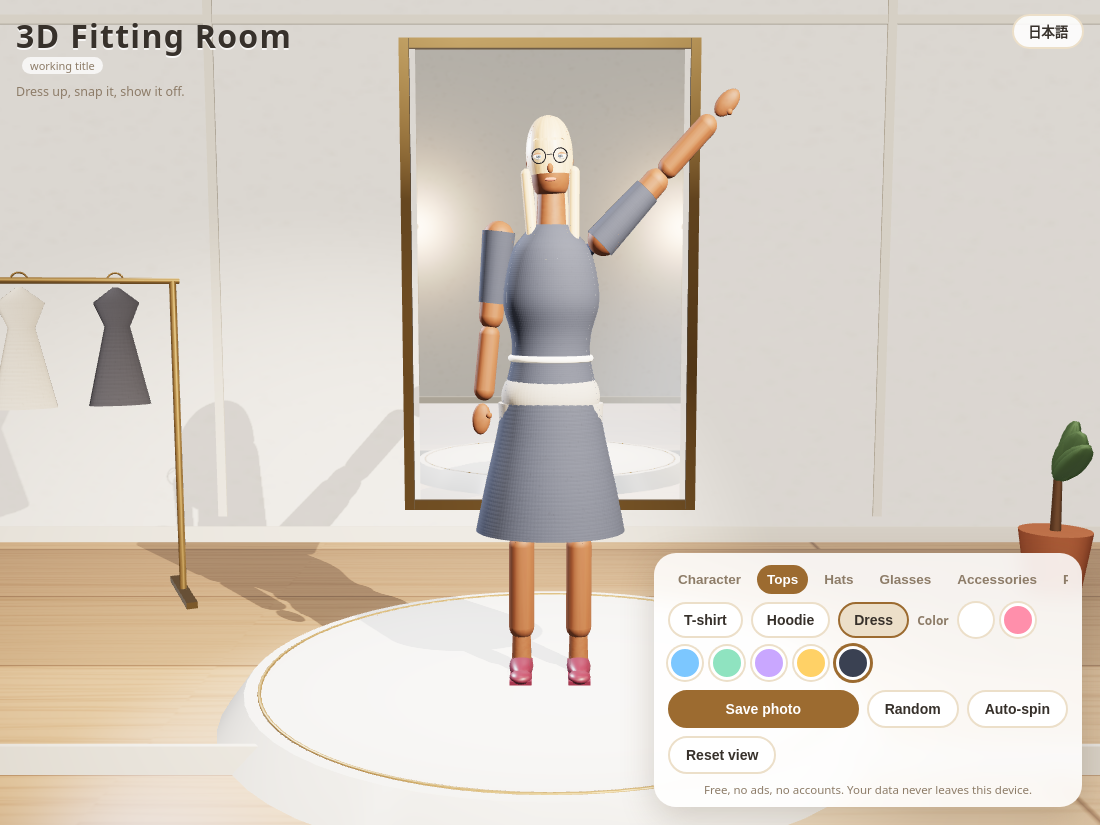 3D Fitting Room
working title
Dress up, snap it, show it off.
日本語
Character Tops Hats Glasses Accessories
T-shirt Hoodie Dress Color
Save photo Random Auto-spin
Reset view
Free, no ads, no accounts. Your data never leaves this device.